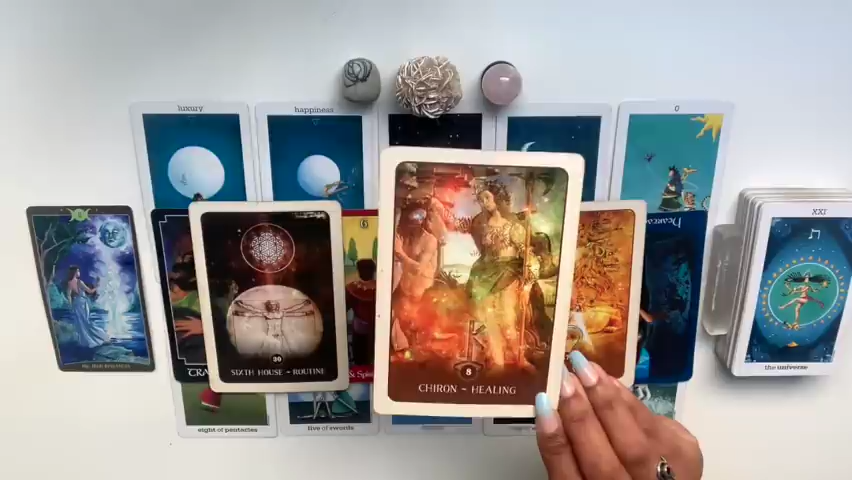 luxury
happiness
0
XXI
6
30
SIXTH HOUSE ~ ROUTINE
8
CHIRON ~ HEALING
the universe
eight of pentacles
five of swords